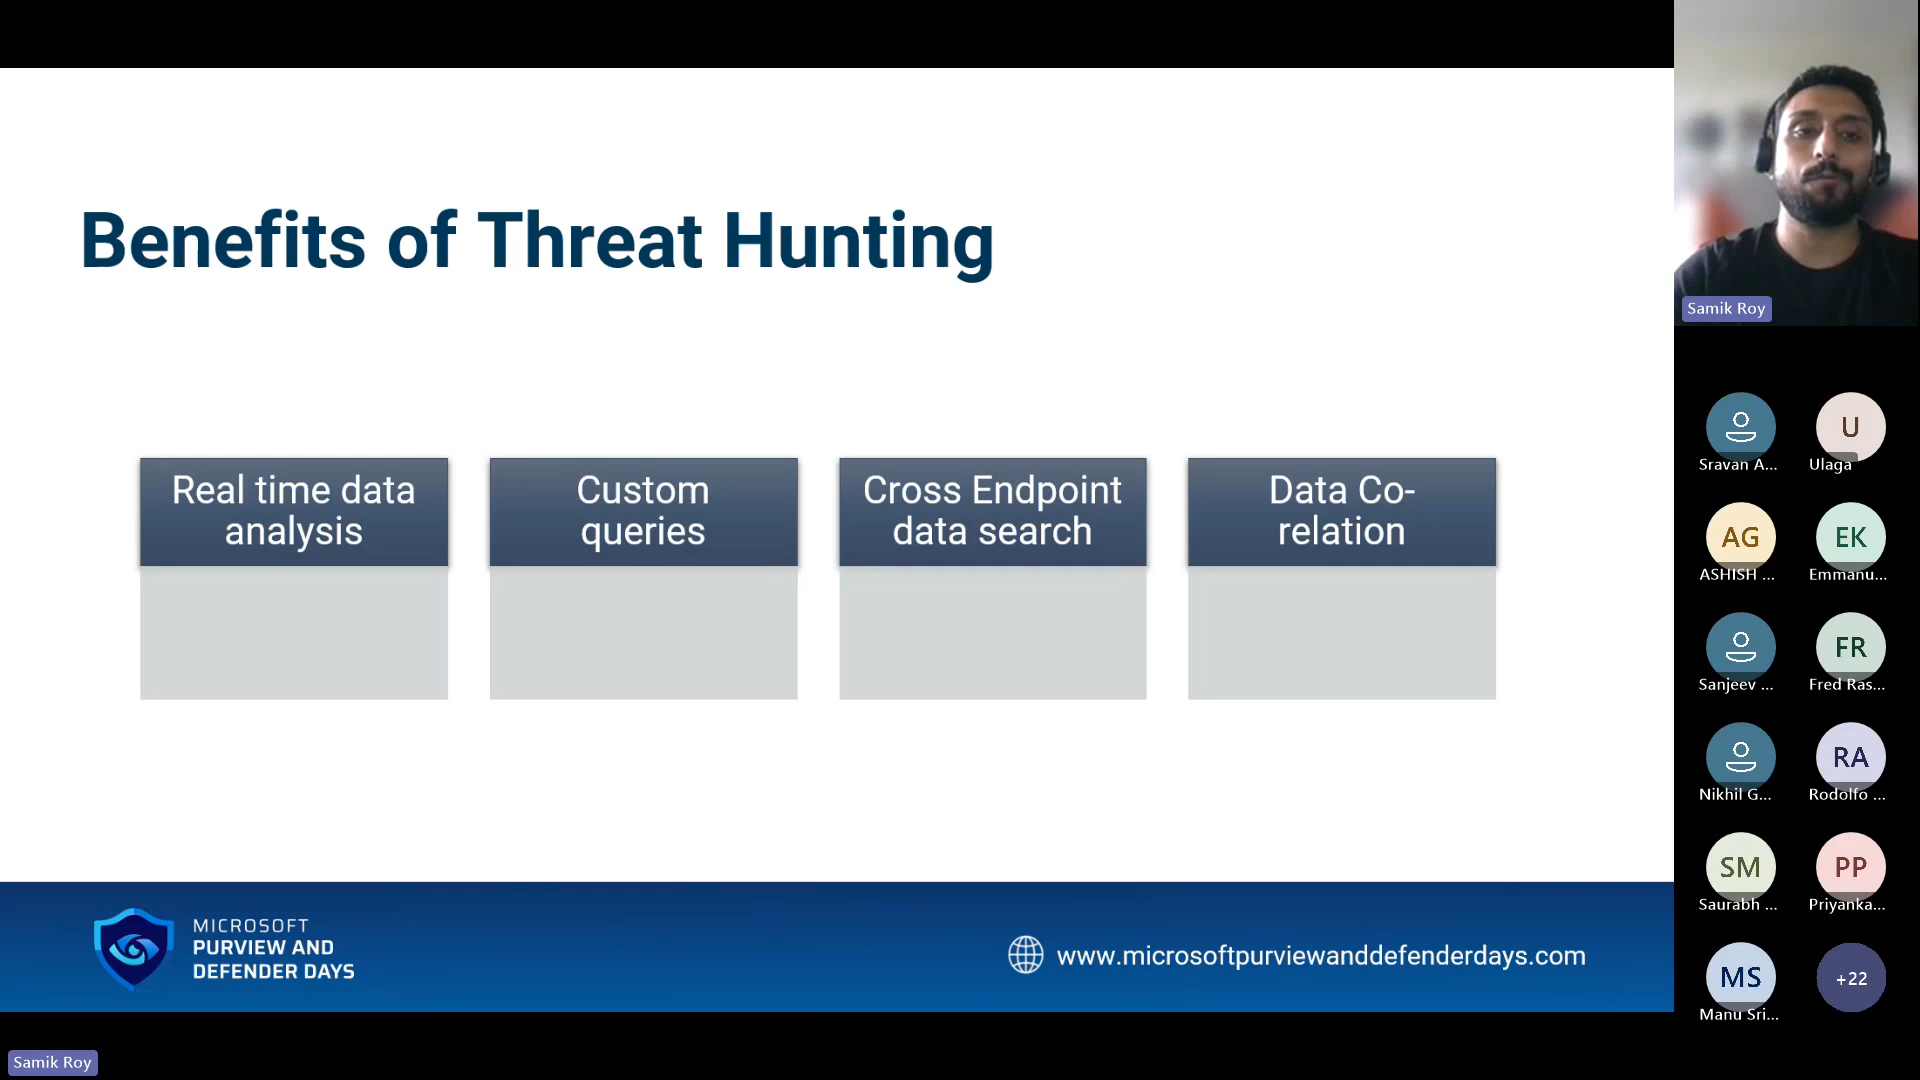 Benefits of Threat Hunting
Real time data
analysis
Custom
queries
Cross Endpoint
data search
Data Co-
relation
MICROSOFT
PURVIEW AND
DEFENDER DAYS
www.microsoftpurviewanddefenderdays.com
Samik Roy
Samik Roy
Sravan A...
U
Ulaga
AG
ASHISH ...
EK
Emmanu...
Sanjeev ...
FR
Fred Ras...
Nikhil G...
RA
Rodolfo ...
SM
Saurabh ...
PP
Priyanka...
MS
Manu Sri...
+22